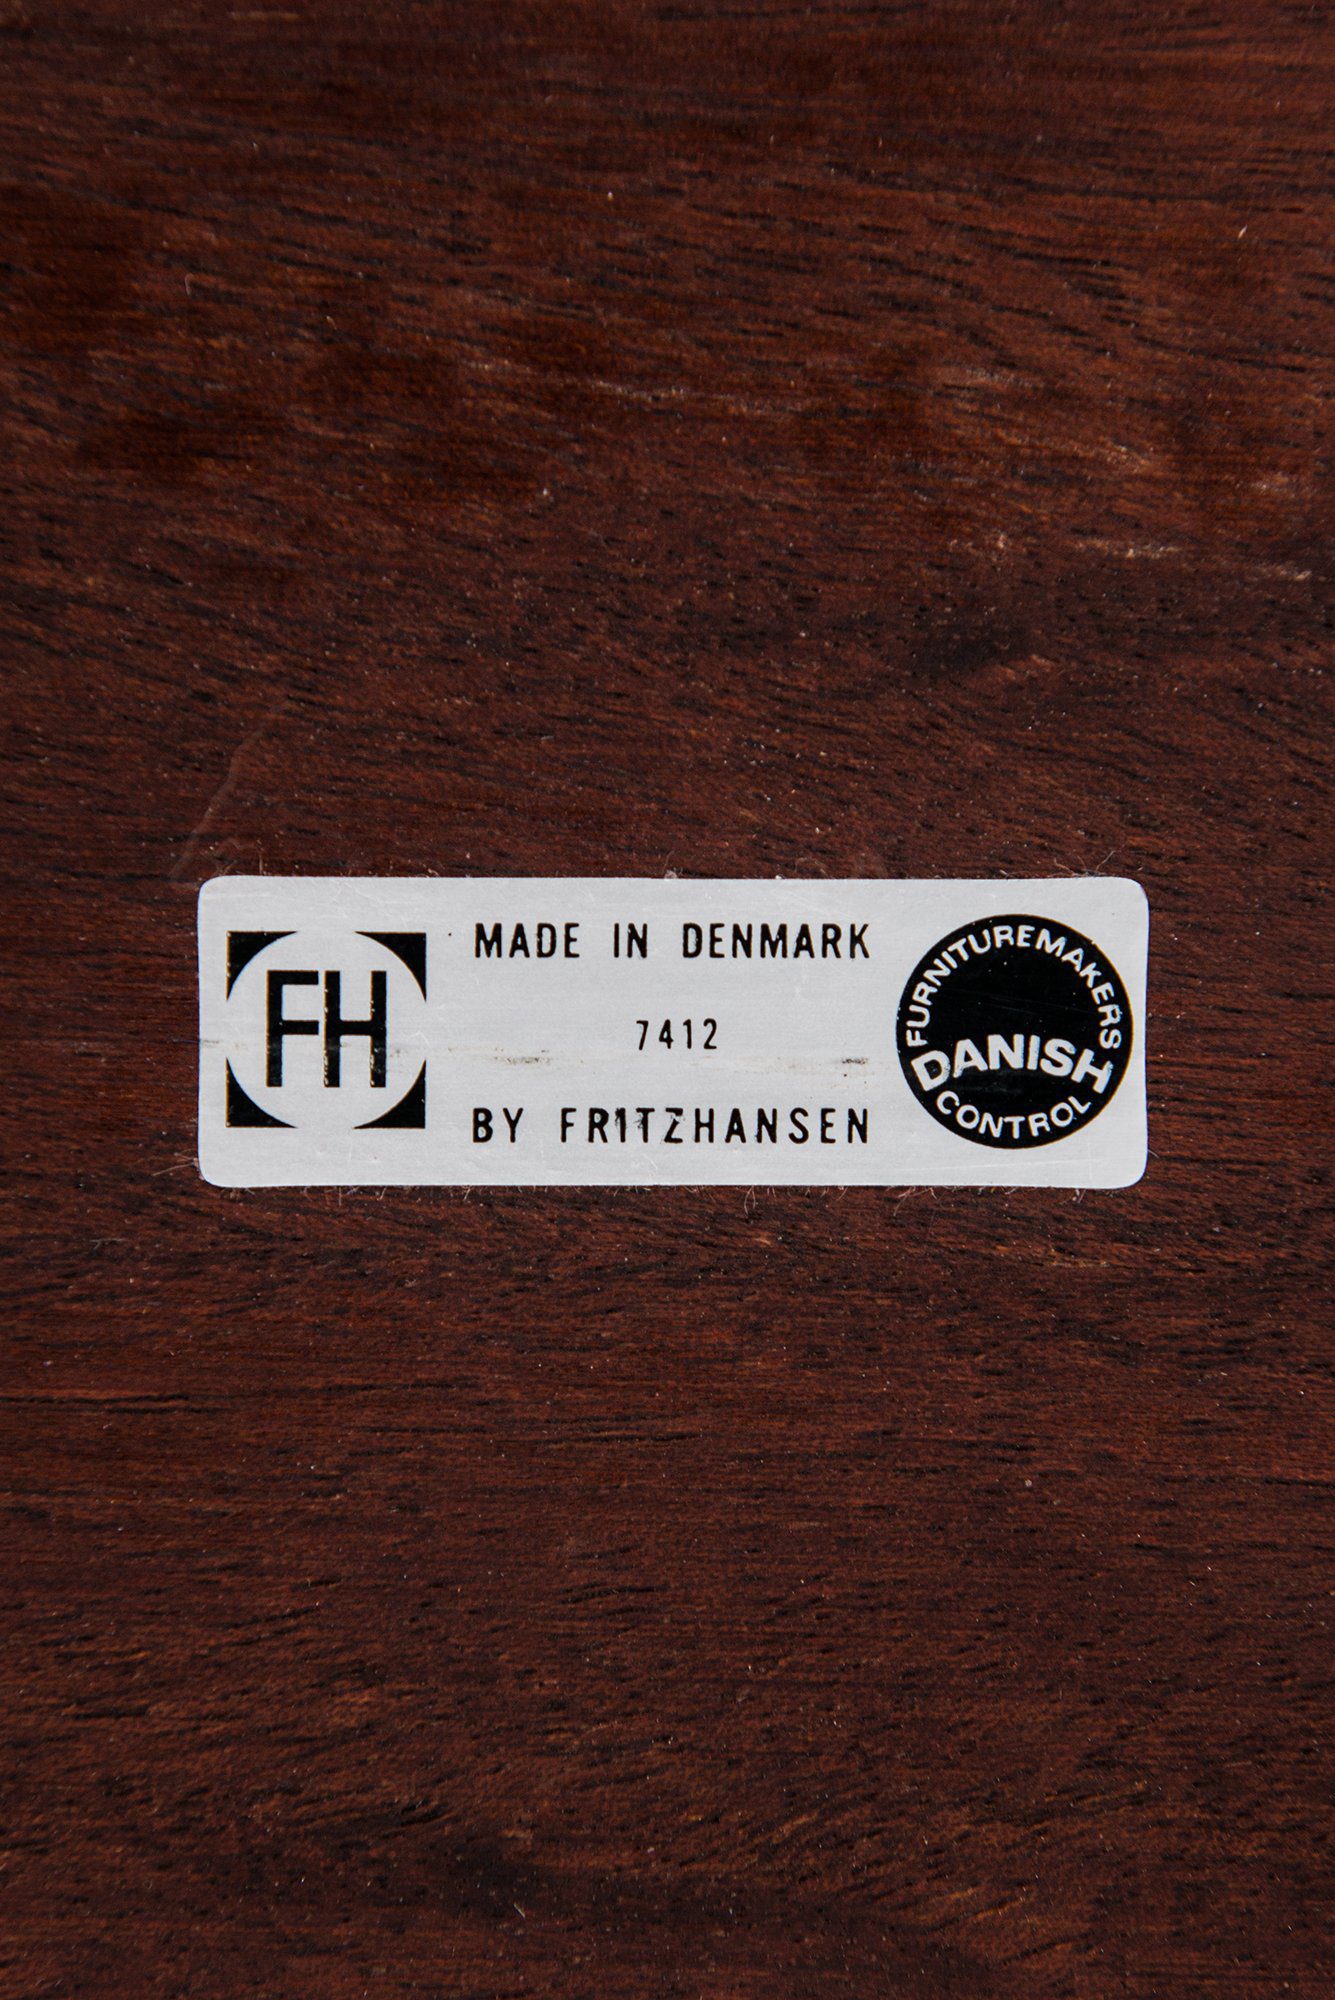 FH
MADE IN DENMARK
7412
BY FRITZHANSEN
FURNITUREMAKERS
DANISH
CONTROL